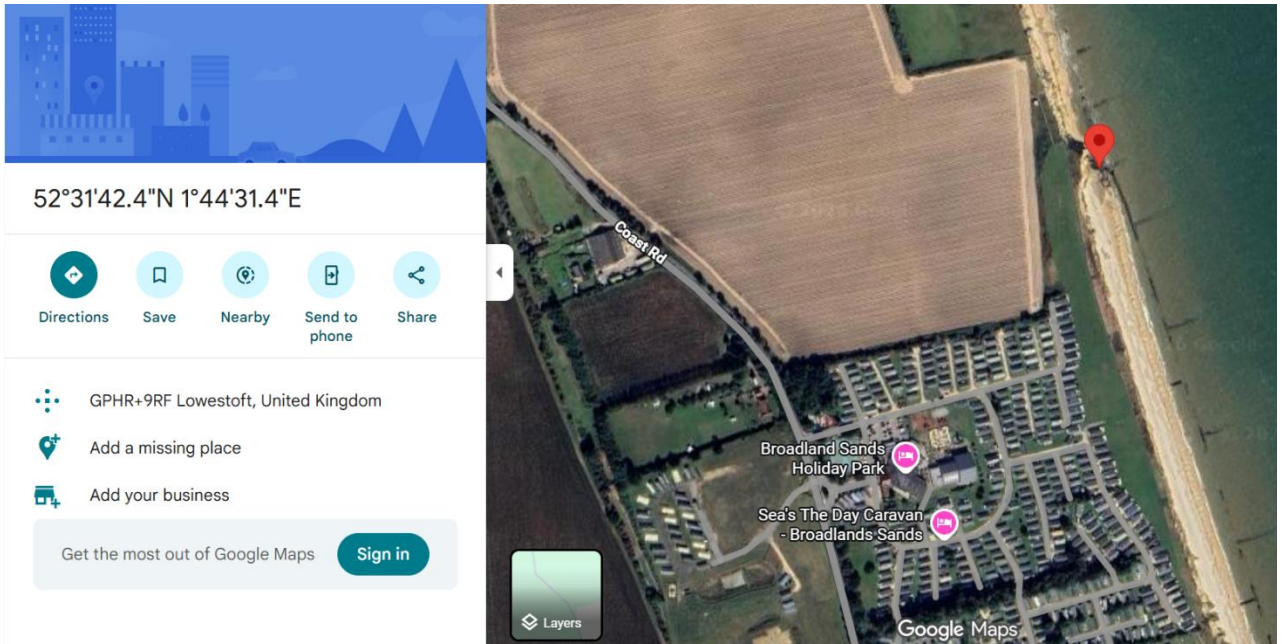 52°31'42.4"N 1°44'31.4"E
Directions
Save
Nearby
Send to
phone
Share
GPHR+9RF Lowestoft, United Kingdom
Add a missing place
Add your business
Get the most out of Google Maps
Sign in
Coast Rd
Broadland Sands
Holiday Park
Sea's The Day Caravan
- Broadlands Sands
Layers
Google Maps